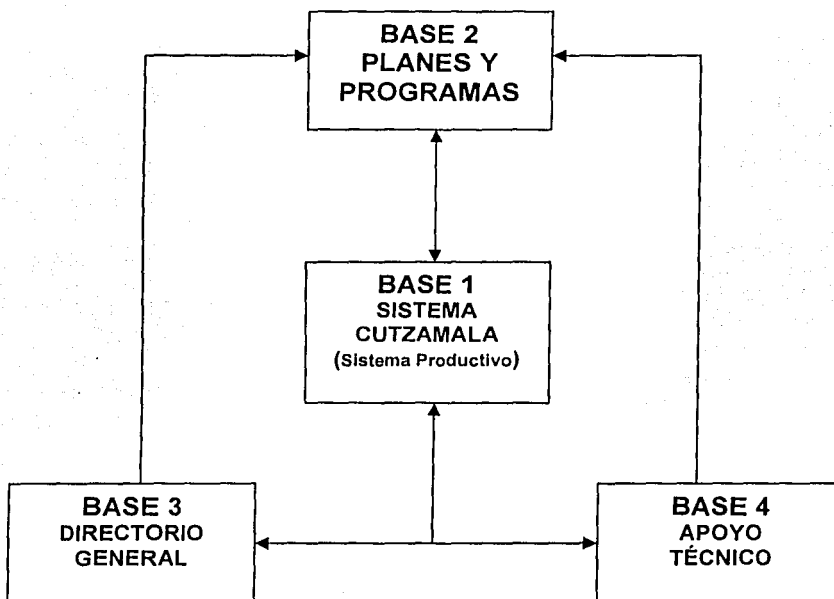 BASE 2
PLANES Y
PROGRAMAS
BASE 1
SISTEMA
CUTZAMALA
(Sistema Productivo)
BASE 3
DIRECTORIO
GENERAL
BASE 4
APOYO
TÉCNICO